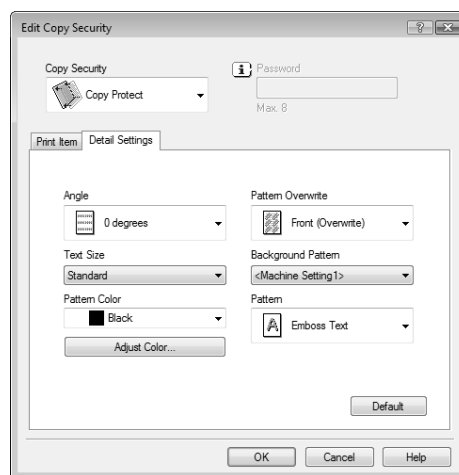 Edit Copy Security
Copy Security
Copy Protect
Password
Max. 8
Print Item
Detail Settings
Angle
0 degrees
Pattern Overwrite
Front (Overwrite)
Text Size
Standard
Background Pattern
<Machine Setting1>
Pattern Color
Black
Pattern
A
Emboss Text
Adjust Color...
Default
OK
Cancel
Help